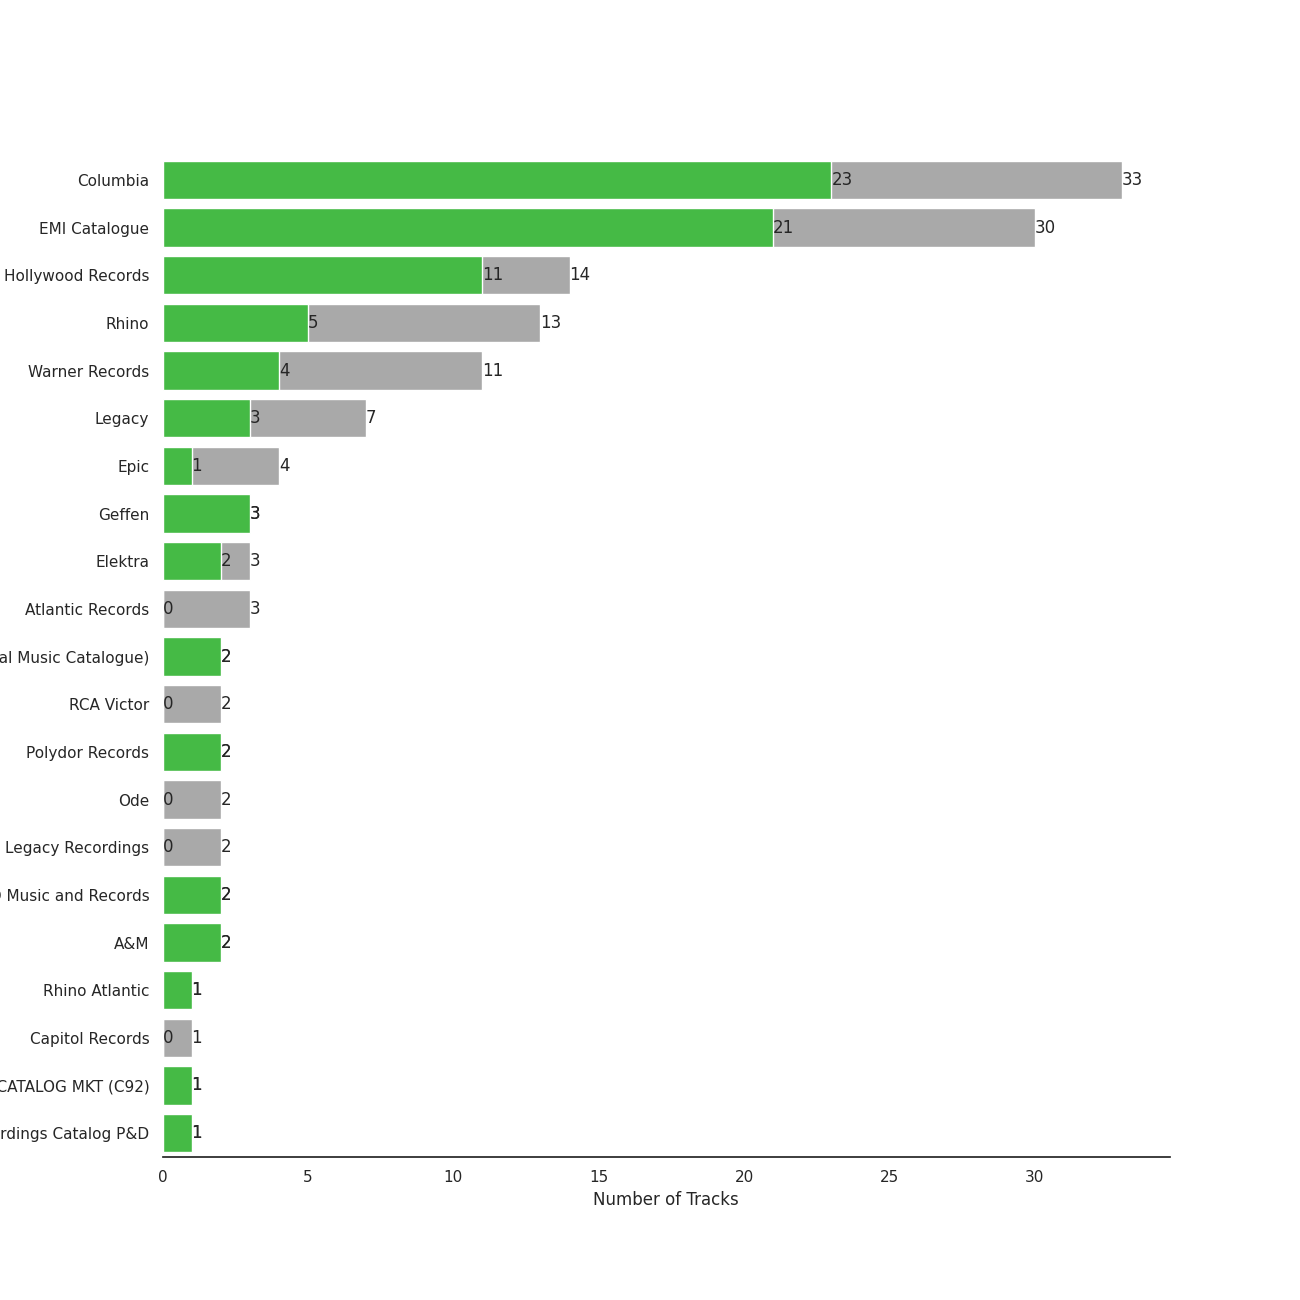 Columbia 23 33
EMI Catalogue 21 30
Hollywood Records 11 14
Rhino 5 13
Warner Records 4 11
Legacy 3 7
Epic 1 4
Geffen 3
Elektra 2 3
Atlantic Records 0 3
al Music Catalogue) 2
RCA Victor 0 2
Polydor Records 2
Ode 0 2
Legacy Recordings 0 2
Music and Records 2
A&M 2
Rhino Atlantic 1
Capitol Records 0 1
CATALOG MKT (C92) 1
rdings Catalog P&D 1
0 5 10 15 20 25 30
Number of Tracks